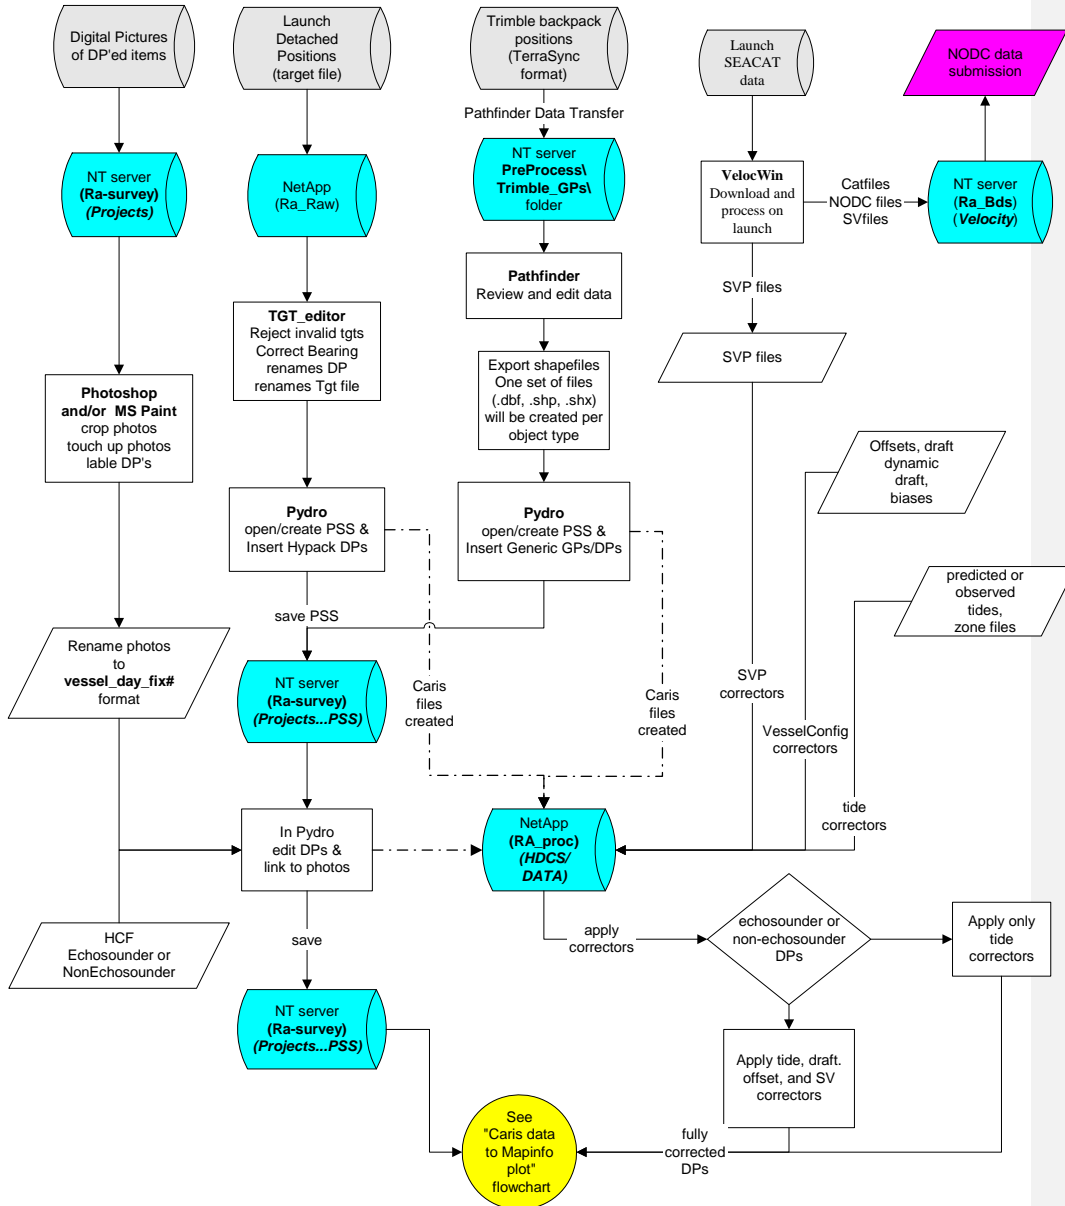 Digital Pictures
of DP'ed items
Launch
Detached
Positions
(target file)
Trimble backpack
positions
(TerraSync
format)
Launch
SEACAT
data
NODC data
submission
Pathfinder Data Transfer
NT server
(Ra-survey)
(Projects)
NetApp
(Ra_Raw)
NT server
PreProcess\
Trimble_GPs\
folder
VelocWin
Download and
process on
launch
Catfiles
NODC files
SVfiles
NT server
(Ra_Bds)
(Velocity)
Pathfinder
Review and edit data
SVP files
TGT_editor
Reject invalid tgts
Correct Bearing
renames DP
renames Tgt file
SVP files
Export shapefiles
One set of files
(.dbf, .shp, .shx)
will be created per
object type
Photoshop
and/or MS Paint
crop photos
touch up photos
lable DP's
Offsets, draft
dynamic
draft,
biases
Pydro
open/create PSS &
Insert Hypack DPs
Pydro
open/create PSS &
Insert Generic GPs/DPs
predicted or
observed
tides,
zone files
save PSS
Rename photos
to
vessel_day_fix#
format
NT server
(Ra-survey)
(Projects...PSS)
Caris
files
created
Caris
files
created
SVP
correctors
VesselConfig
correctors
tide
correctors
In Pydro
edit DPs &
link to photos
NetApp
(RA_proc)
(HDCS/
DATA)
HCF
Echosounder or
NonEchosounder
save
apply
correctors
echosounder or
non-echosounder
DPs
Apply only
tide
correctors
NT server
(Ra-survey)
(Projects...PSS)
Apply tide, draft.
offset, and SV
correctors
See
"Caris data
to Mapinfo
plot"
flowchart
fully
corrected
DPs